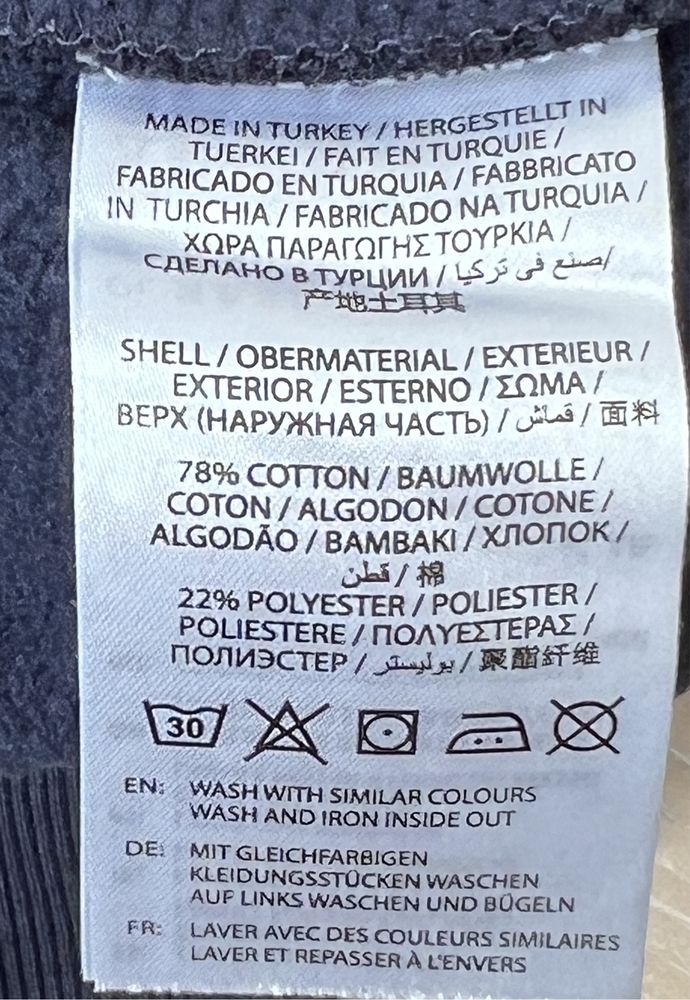 MADE IN TURKEY / HERGESTELLT IN
TUERKEI / FAIT EN TURQUIE /
FABRICADO EN TURQUIA / FABBRICATO
IN TURCHIA / FABRICADO NA TURQUIA /
ΧΩΡΑ ΠΑΡΑΓΩΓΗΣ ΤΟΥΡΚΙΑ /
СДЕЛАНО В ТУРЦИИ / صنع في تركيا/
产地土耳其
SHELL / OBERMATERIAL / EXTERIEUR /
EXTERIOR / ESTERNO / ΣΩΜΑ /
ВЕРХ (НАРУЖНАЯ ЧАСТЬ) / قماش / 面料
78% COTTON / BAUMWOLLE /
COTON / ALGODON / COTONE /
ALGODÃO / BAMBAKI / ХЛОПОК /
قطن / 棉
22% POLYESTER / POLIESTER /
POLIESTERE / ΠΟΛΥΕΣΤΕΡΑΣ /
ПОЛИЭСТЕР / بوليستر / 聚酯纤维
30
EN: WASH WITH SIMILAR COLOURS
WASH AND IRON INSIDE OUT
DE: MIT GLEICHFARBIGEN
KLEIDUNGSSTÜCKEN WASCHEN
AUF LINKS WASCHEN UND BÜGELN
FR: LAVER AVEC DES COULEURS SIMILAIRES
LAVER ET REPASSER À L'ENVERS